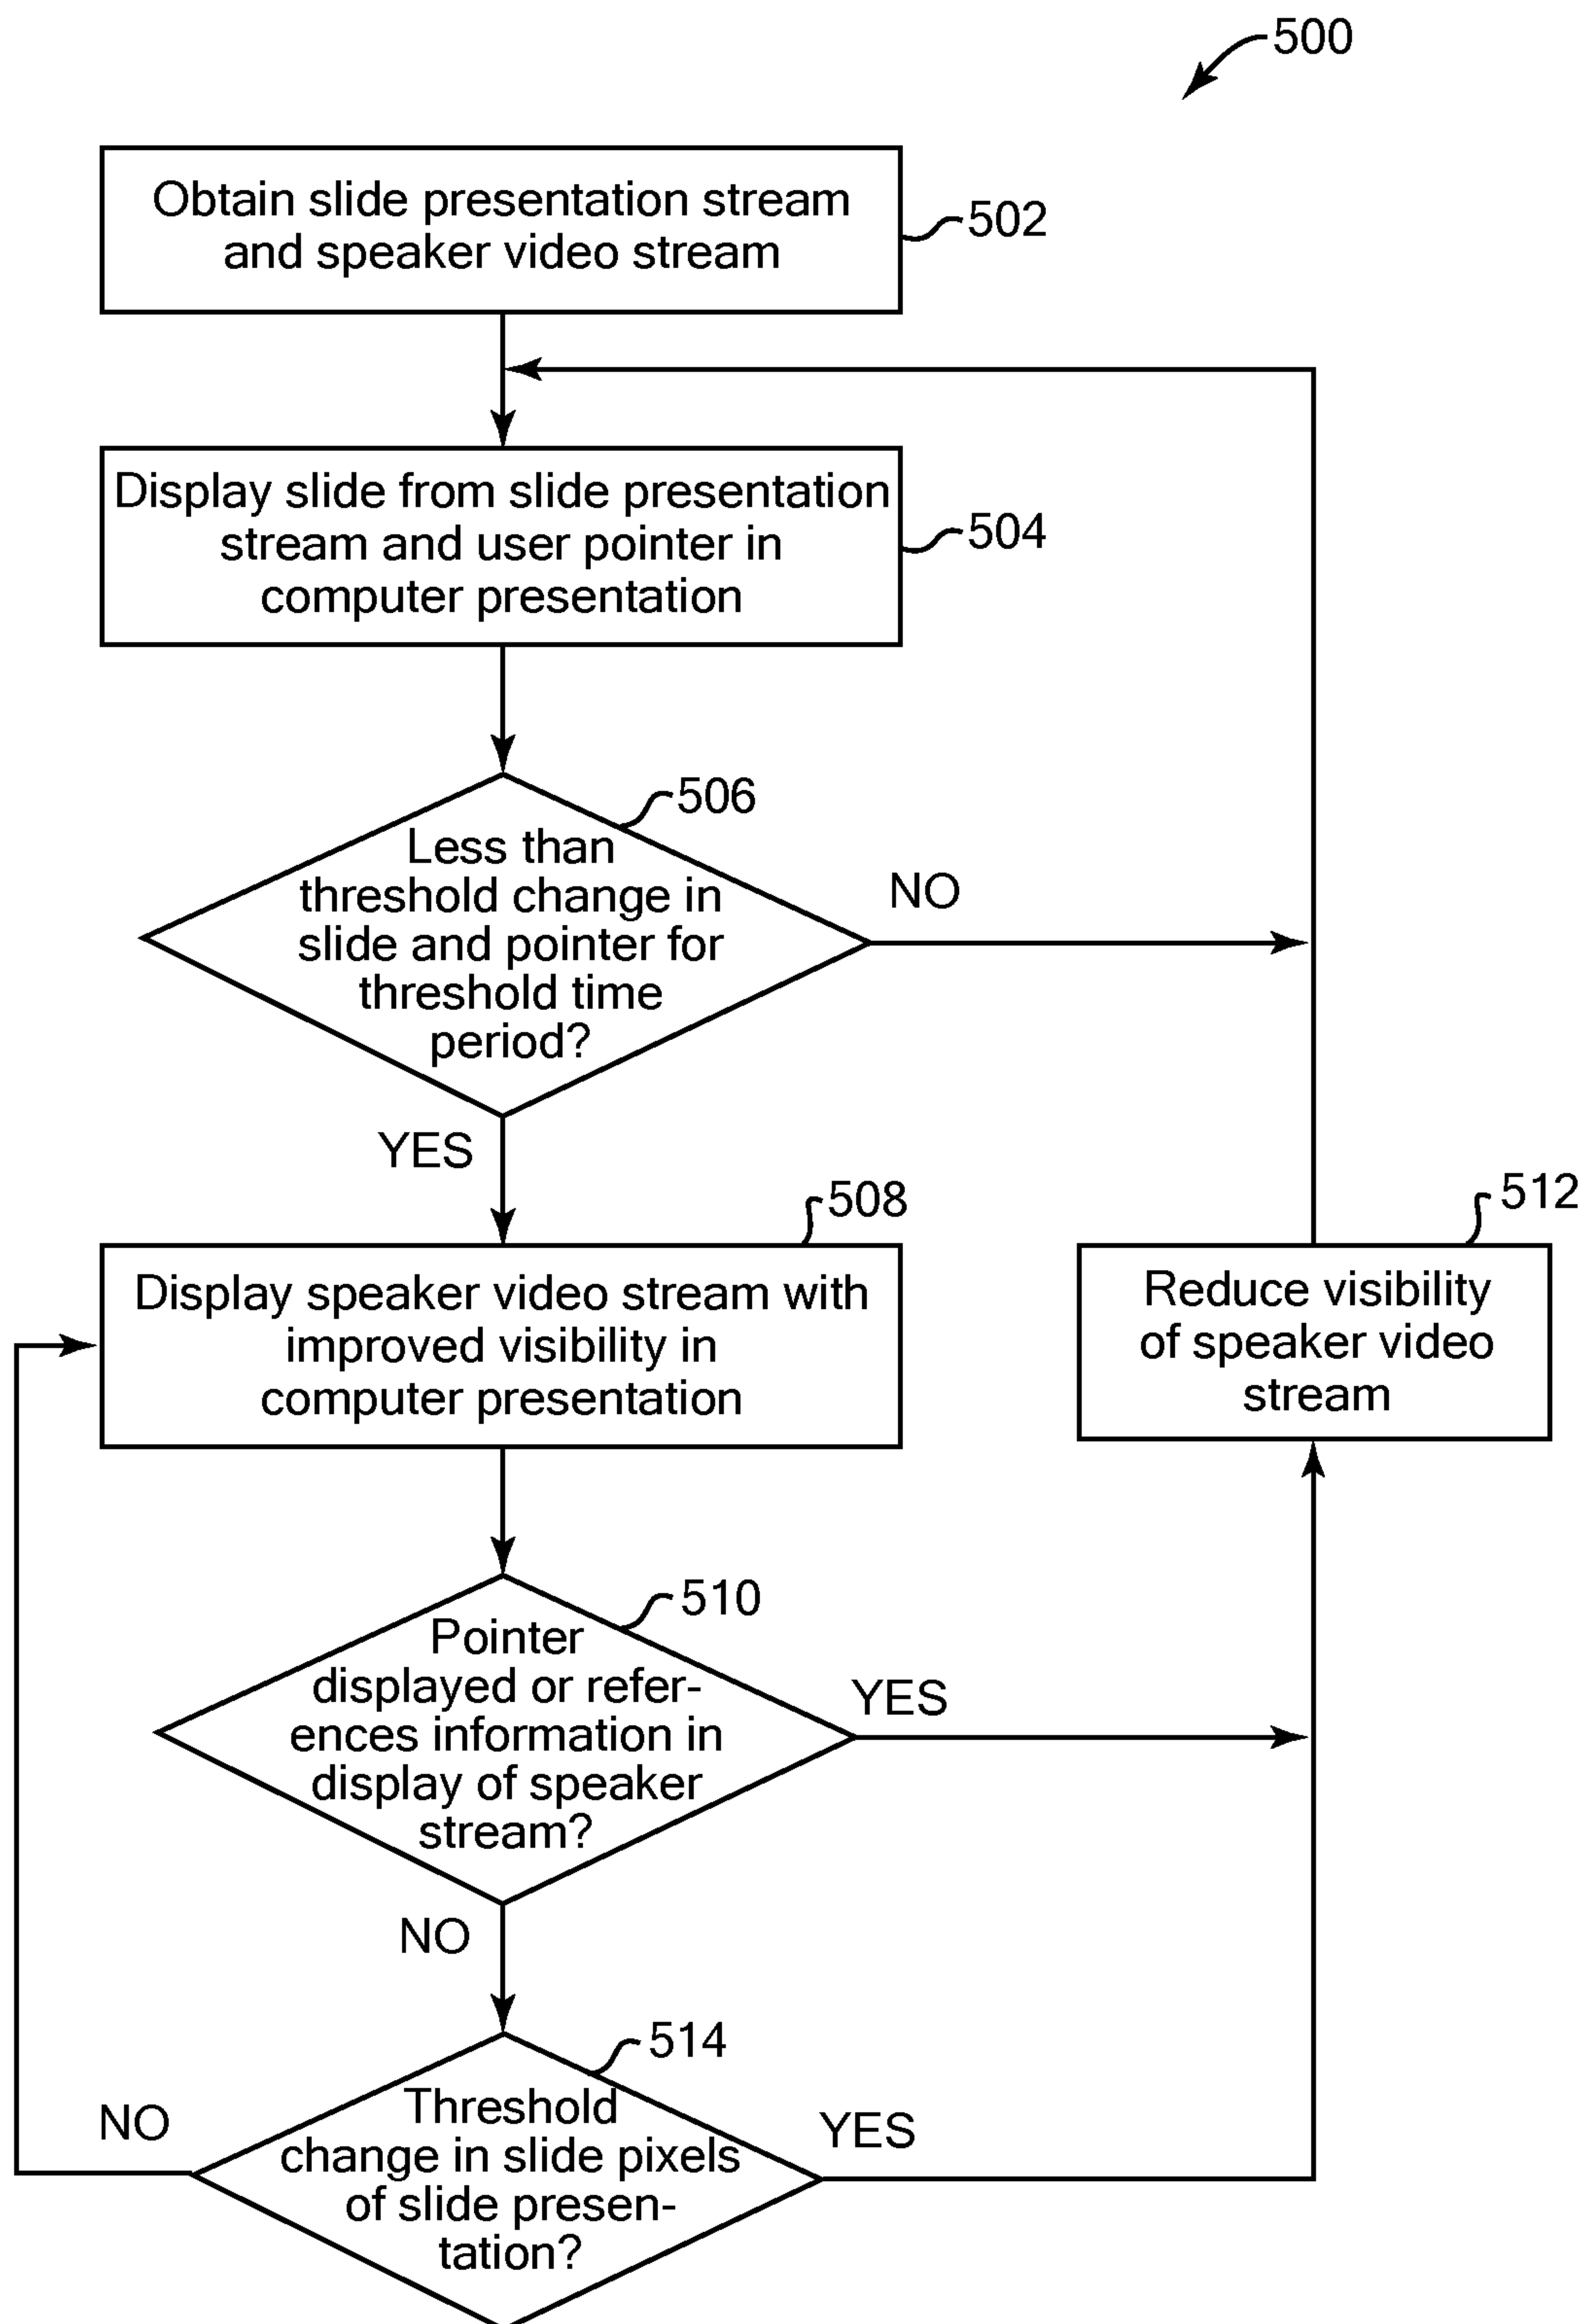 500
Obtain slide presentation stream
and speaker video stream
502
Display slide from slide presentation
stream and user pointer in
computer presentation
504
506
Less than
threshold change in
slide and pointer for
threshold time
period?
NO
YES
508
Display speaker video stream with
improved visibility in
computer presentation
512
Reduce visibility
of speaker video
stream
510
Pointer
displayed or refer-
ences information in
display of speaker
stream?
YES
NO
514
Threshold
change in slide pixels
of slide presen-
tation?
NO
YES